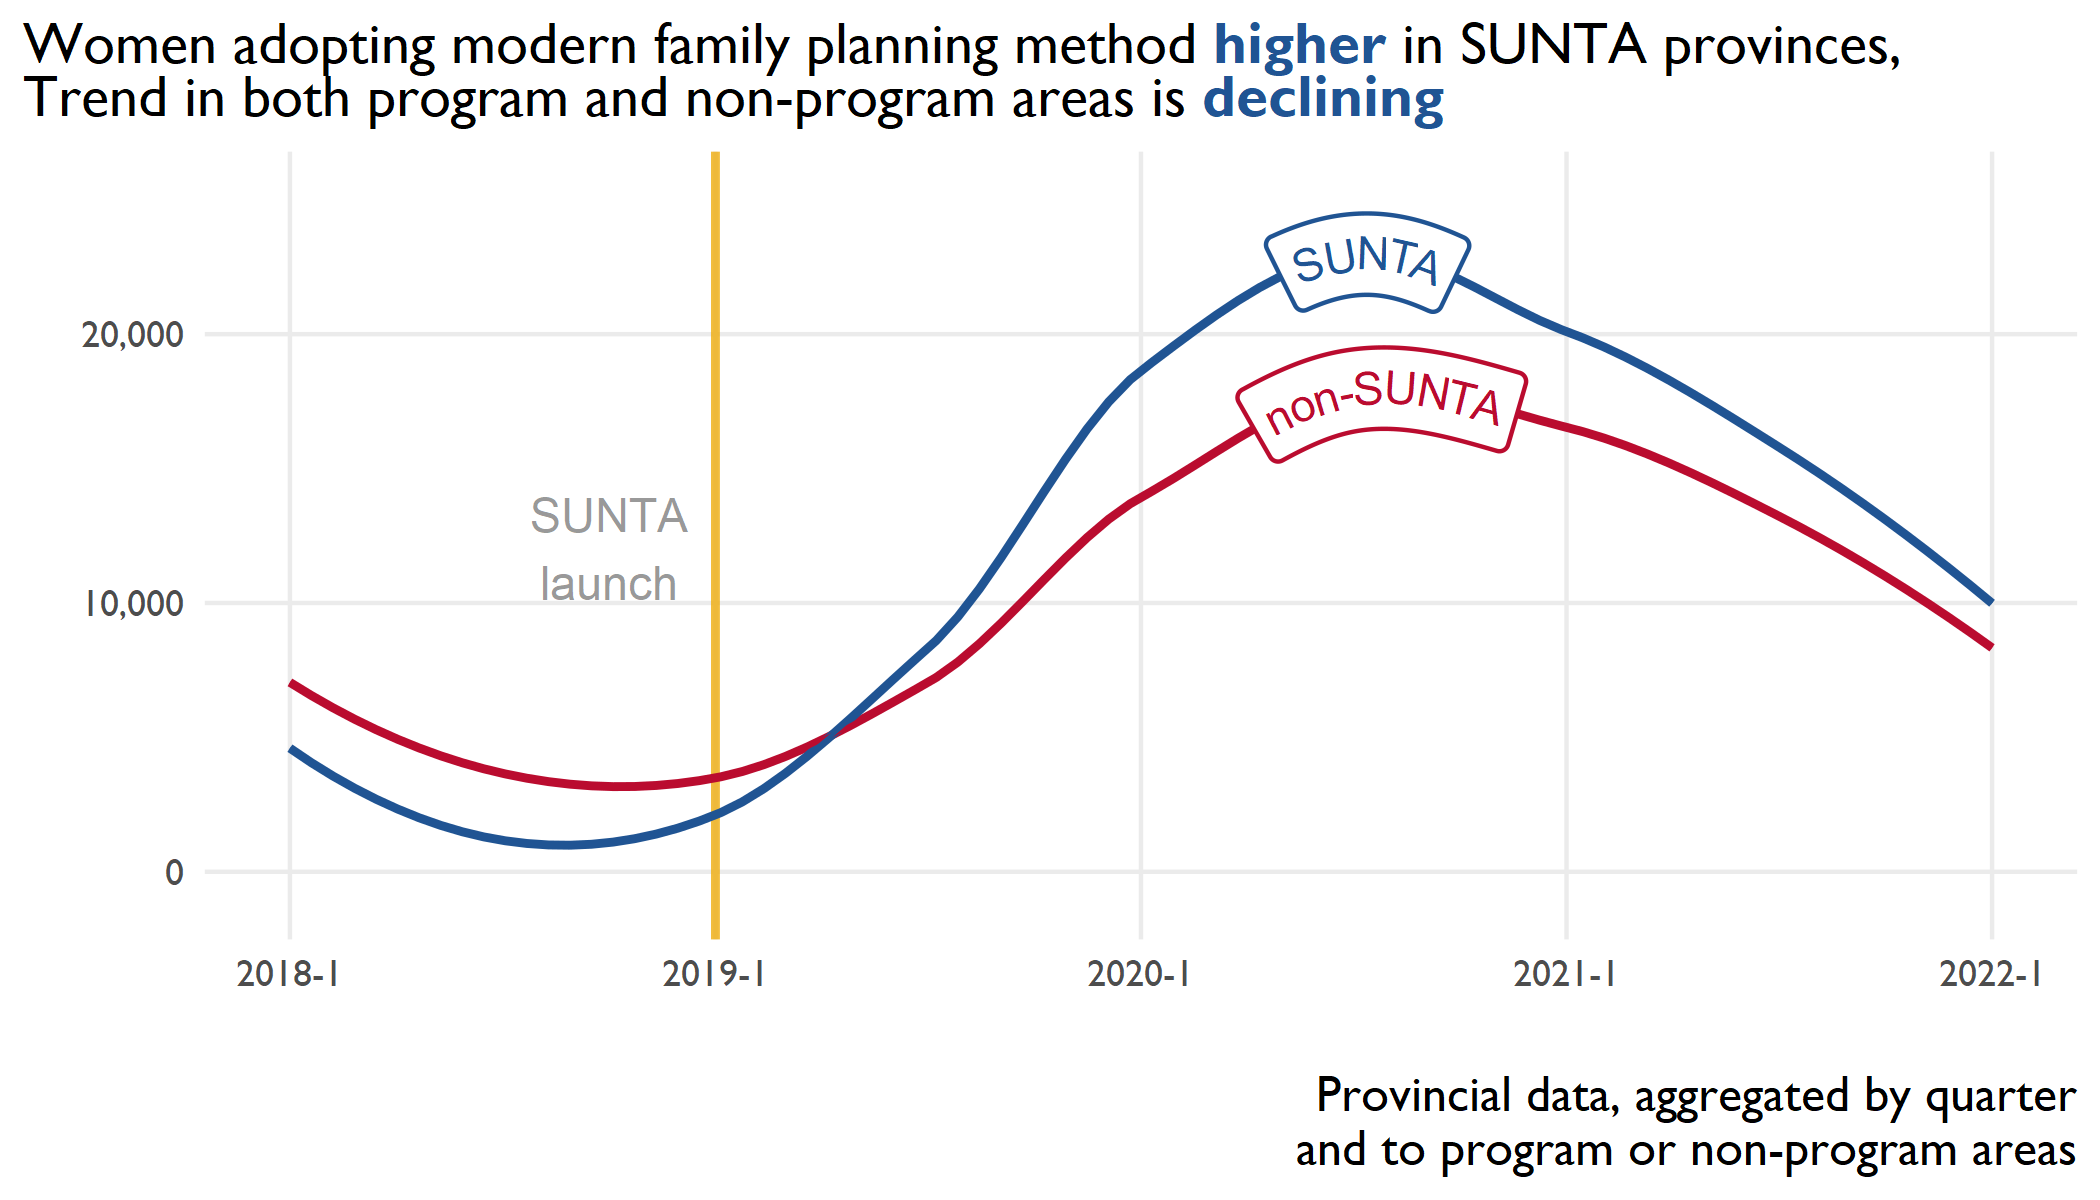 Women adopting modern family planning method higher in SUNTA provinces,
Trend in both program and non-program areas is declining
SUNTA
20,000
non-SUNTA
SUNTA
launch
10,000
0
2018-1
2019-1
2020-1
2021-1
2022-1
Provincial data, aggregated by quarter
and to program or non-program areas